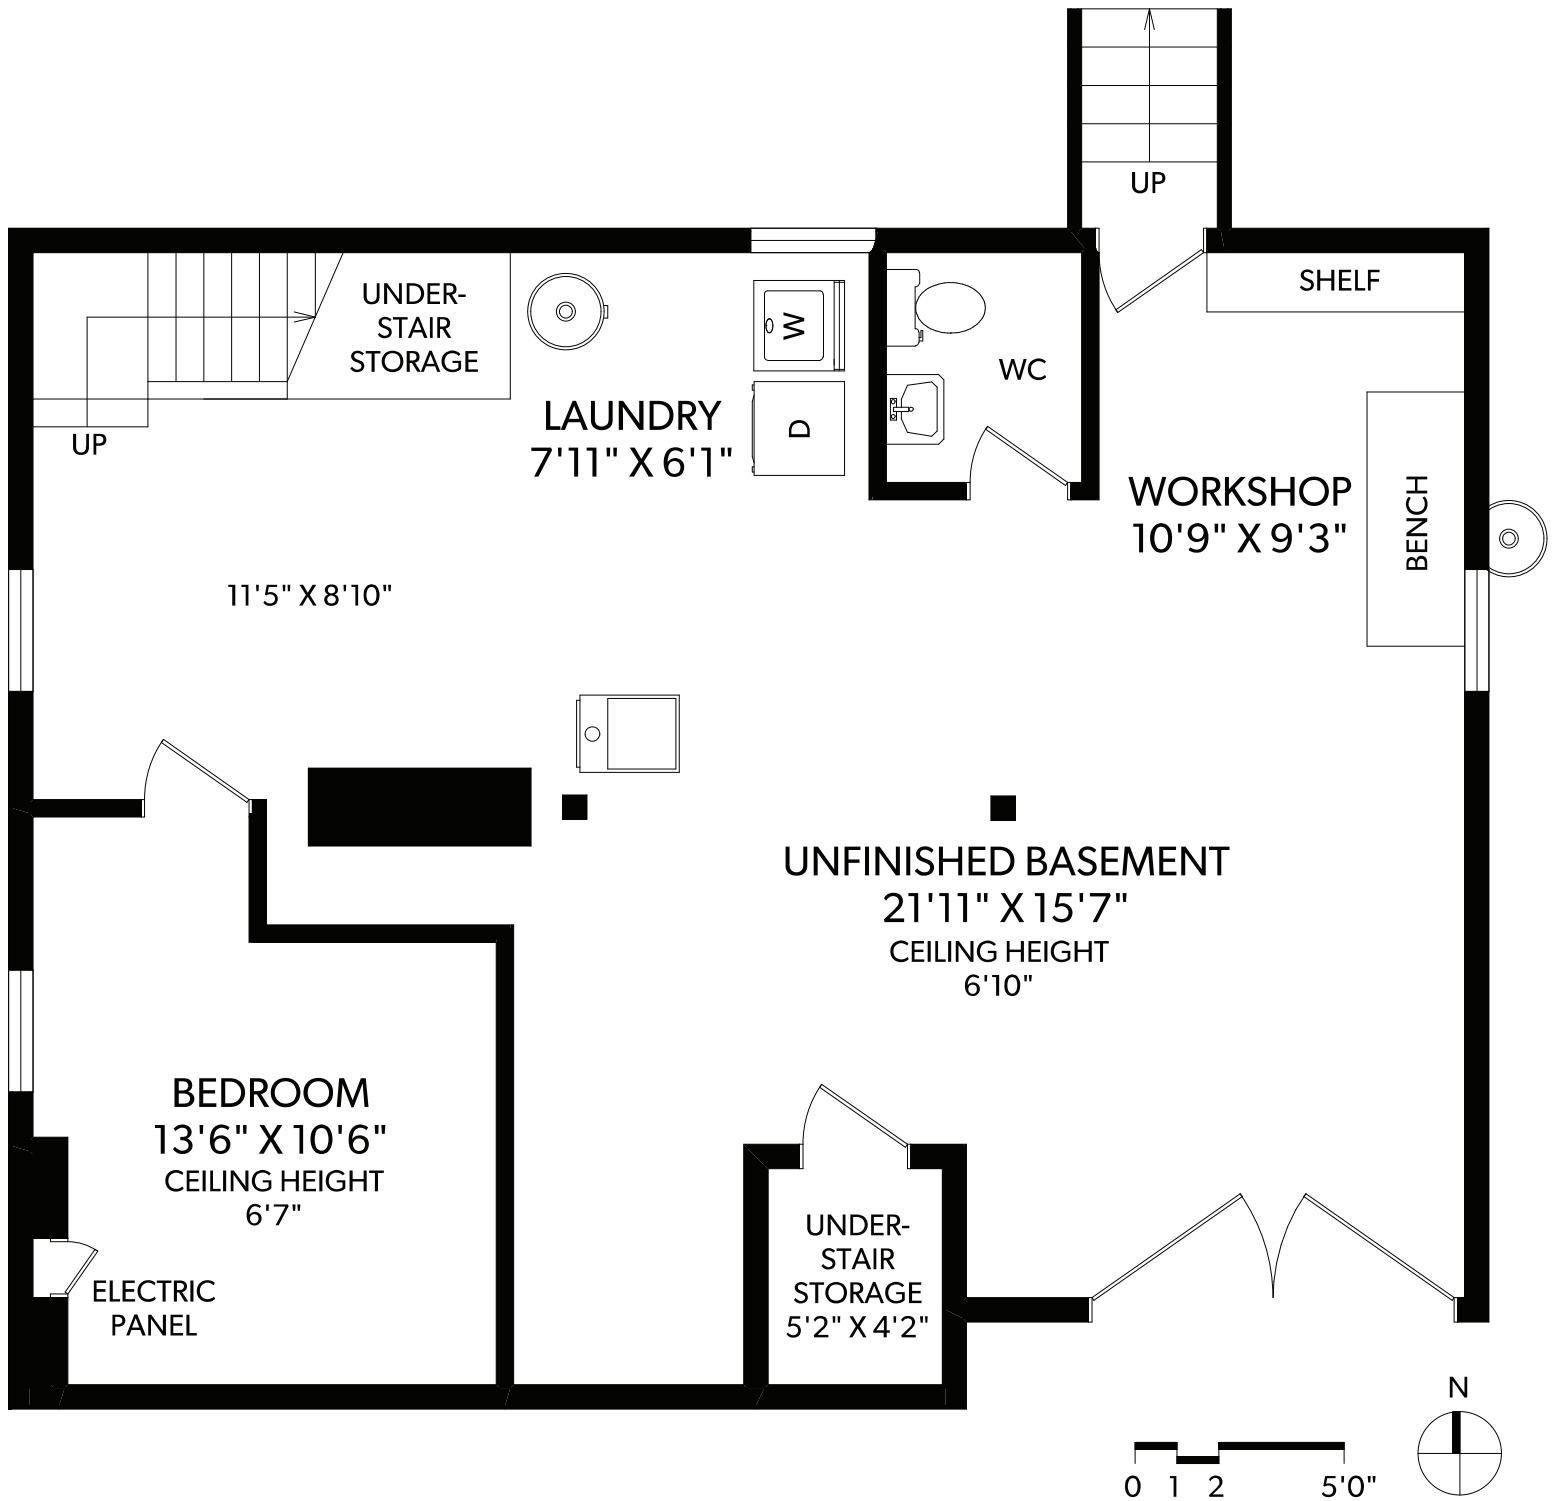 UP
SHELF
UNDER-
STAIR
STORAGE
W
WC
LAUNDRY
7'11" X 6'1"
D
UP
WORKSHOP
10'9" X 9'3"
BENCH
11'5" X 8'10"
UNFINISHED BASEMENT
21'11" X 15'7"
CEILING HEIGHT
6'10"
BEDROOM
13'6" X 10'6"
CEILING HEIGHT
6'7"
ELECTRIC
PANEL
UNDER-
STAIR
STORAGE
5'2" X 4'2"
N
0 1 2 5'0"